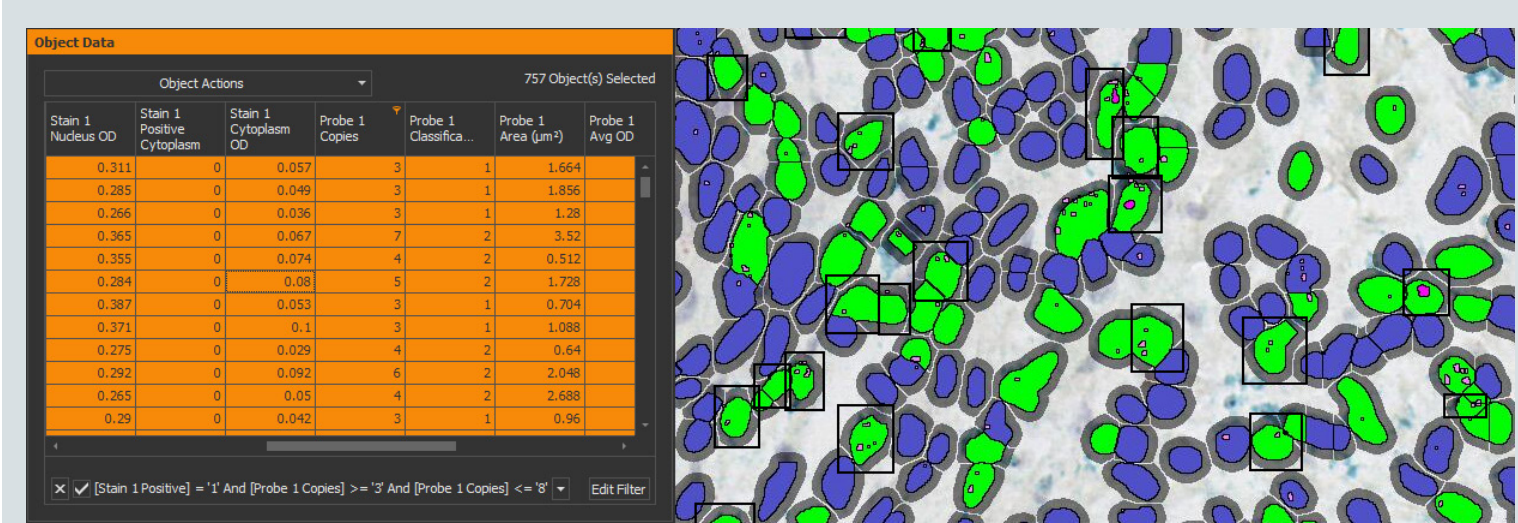 Object Data
Object Actions
757 Object(s) Selected
Stain 1 Nucleus OD Stain 1 Positive Cytoplasm Stain 1 Cytoplasm OD Probe 1 Copies Probe 1 Classifica... Probe 1 Area (μm²) Probe 1 Avg OD
0.311 0 0.057 3 1 1.664
0.285 0 0.049 3 1 1.856
0.266 0 0.036 3 1 1.28
0.365 0 0.067 7 2 3.52
0.355 0 0.074 4 2 0.512
0.284 0 0.08 5 2 1.728
0.387 0 0.053 3 1 0.704
0.371 0 0.1 3 1 1.088
0.275 0 0.029 4 2 0.64
0.292 0 0.092 6 2 2.048
0.265 0 0.05 4 2 2.688
0.29 0 0.042 3 1 0.96
[Stain 1 Positive] = '1' And [Probe 1 Copies] >= '3' And [Probe 1 Copies] <= '8' Edit Filter